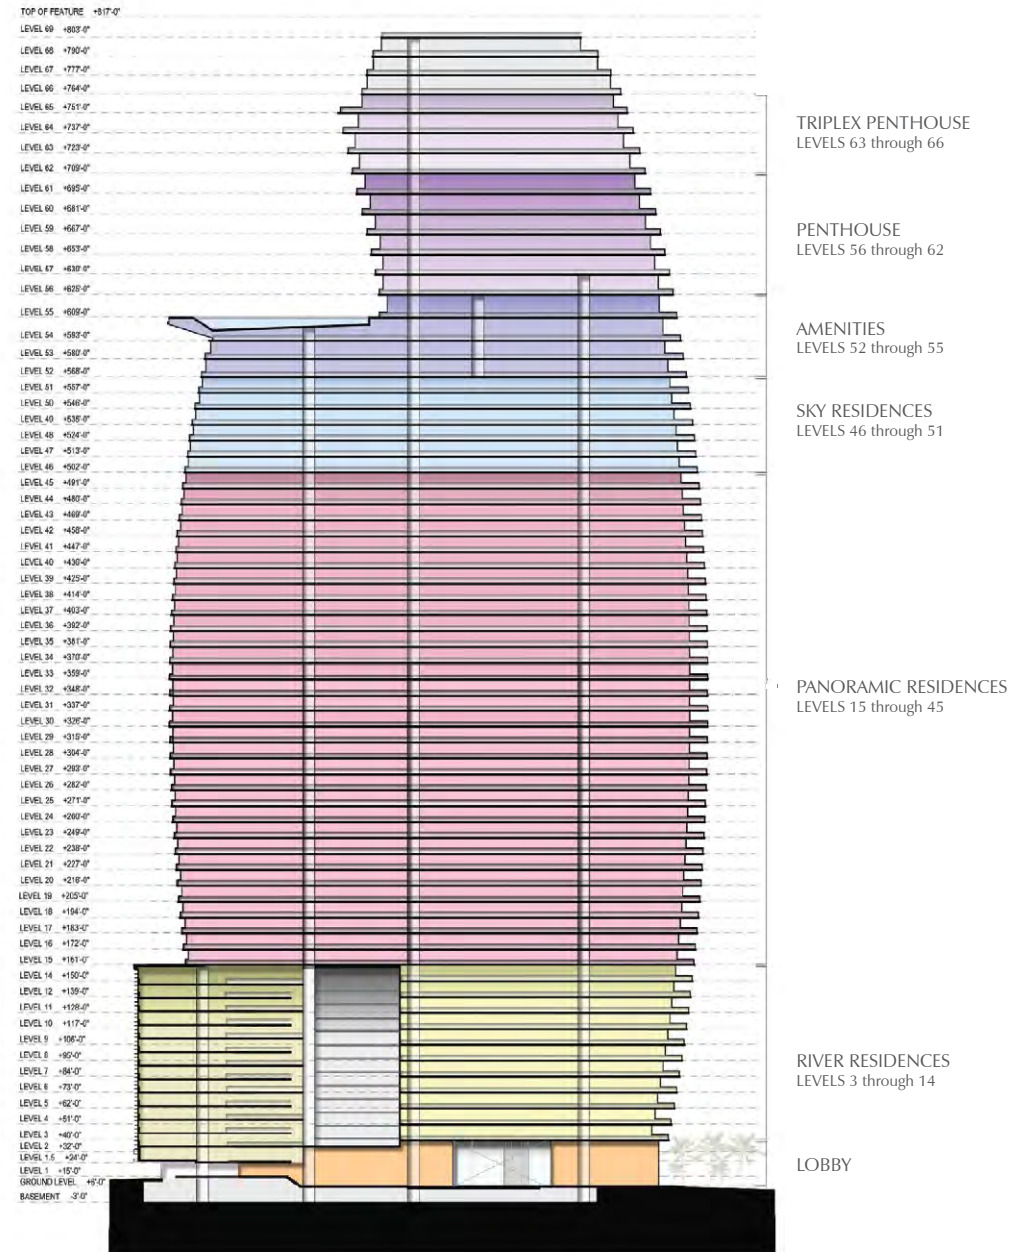 TOP OF FEATURE +817'-0"
LEVEL 69 +803'-0"
LEVEL 68 +790'-0"
LEVEL 67 +777'-0"
LEVEL 66 +764'-0"
LEVEL 65 +751'-0"
LEVEL 64 +737'-0"
LEVEL 63 +723'-0"
LEVEL 62 +709'-0"
LEVEL 61 +695'-0"
LEVEL 60 +681'-0"
LEVEL 59 +667'-0"
LEVEL 58 +653'-0"
LEVEL 57 +639'-0"
LEVEL 56 +625'-0"
LEVEL 55 +609'-0"
LEVEL 54 +593'-0"
LEVEL 53 +580'-0"
LEVEL 52 +568'-0"
LEVEL 51 +557'-0"
LEVEL 50 +546'-0"
LEVEL 49 +535'-0"
LEVEL 48 +524'-0"
LEVEL 47 +513'-0"
LEVEL 46 +502'-0"
LEVEL 45 +491'-0"
LEVEL 44 +480'-0"
LEVEL 43 +469'-0"
LEVEL 42 +458'-0"
LEVEL 41 +447'-0"
LEVEL 40 +436'-0"
LEVEL 39 +425'-0"
LEVEL 38 +414'-0"
LEVEL 37 +403'-0"
LEVEL 36 +392'-0"
LEVEL 35 +381'-0"
LEVEL 34 +370'-0"
LEVEL 33 +359'-0"
LEVEL 32 +348'-0"
LEVEL 31 +337'-0"
LEVEL 30 +326'-0"
LEVEL 29 +315'-0"
LEVEL 28 +304'-0"
LEVEL 27 +293'-0"
LEVEL 26 +282'-0"
LEVEL 25 +271'-0"
LEVEL 24 +260'-0"
LEVEL 23 +249'-0"
LEVEL 22 +238'-0"
LEVEL 21 +227'-0"
LEVEL 20 +216'-0"
LEVEL 19 +205'-0"
LEVEL 18 +194'-0"
LEVEL 17 +183'-0"
LEVEL 16 +172'-0"
LEVEL 15 +161'-0"
LEVEL 14 +150'-0"
LEVEL 12 +139'-0"
LEVEL 11 +128'-0"
LEVEL 10 +117'-0"
LEVEL 9 +106'-0"
LEVEL 8 +95'-0"
LEVEL 7 +84'-0"
LEVEL 6 +73'-0"
LEVEL 5 +62'-0"
LEVEL 4 +51'-0"
LEVEL 3 +40'-0"
LEVEL 2 +32'-0"
LEVEL 1.5 +24'-0"
LEVEL 1 +15'-0"
GROUND LEVEL +6'-0"
BASEMENT -3'-0"
TRIPLEX PENTHOUSE
LEVELS 63 through 66
PENTHOUSE
LEVELS 56 through 62
AMENITIES
LEVELS 52 through 55
SKY RESIDENCES
LEVELS 46 through 51
PANORAMIC RESIDENCES
LEVELS 15 through 45
RIVER RESIDENCES
LEVELS 3 through 14
LOBBY